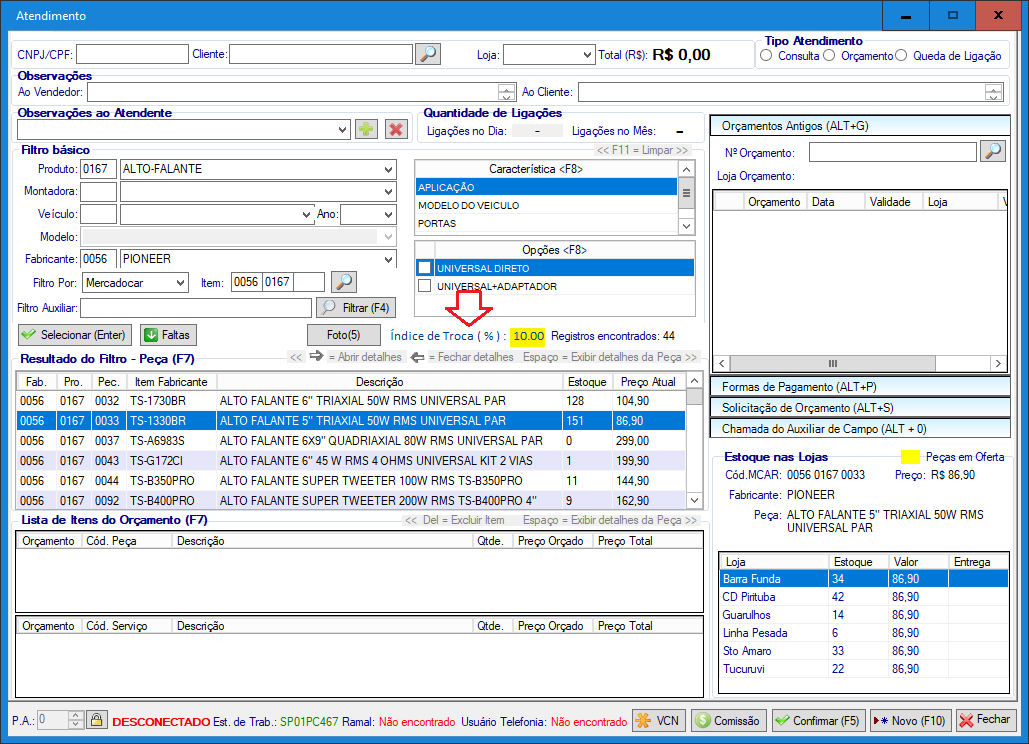 Atendimento
CNPJ/CPF: Cliente: Loja: Total (R$): R$ 0,00
Tipo Atendimento
Consulta Orçamento Queda de Ligação
Observações
Ao Vendedor: Ao Cliente:
Observações ao Atendente
Quantidade de Ligações
Ligações no Dia: - Ligações no Mês: -
Filtro básico
<< F11 = Limpar >>
Produto: 0167 ALTO-FALANTE
Montadora:
Veículo: Ano:
Modelo:
Fabricante: 0056 PIONEER
Filtro Por: Mercadocar Item: 0056 0167
Filtro Auxiliar: Filtrar (F4)
Característica <F8>
APLICAÇÃO
MODELO DO VEICULO
PORTAS
Opções <F8>
UNIVERSAL DIRETO
UNIVERSAL+ADAPTADOR
Selecionar (Enter) Faltas Foto(5) Índice de Troca ( % ) : 10.00 Registros encontrados: 44
Resultado do Filtro - Peça (F7)
<< = Abrir detalhes = Fechar detalhes Espaço = Exibir detalhes da Peça >>
Fab. Pro. Pec. Item Fabricante Descrição Estoque Preço Atual
0056 0167 0032 TS-1730BR ALTO FALANTE 6" TRIAXIAL 50W RMS UNIVERSAL PAR 128 104,90
0056 0167 0033 TS-1330BR ALTO FALANTE 5" TRIAXIAL 50W RMS UNIVERSAL PAR 151 86,90
0056 0167 0037 TS-A6983S ALTO FALANTE 6X9" QUADRIAXIAL 80W RMS UNIVERSAL PAR 0 299,00
0056 0167 0043 TS-G172CI ALTO FALANTE 6" 45 W RMS 4 OHMS UNIVERSAL KIT 2 VIAS 1 199,90
0056 0167 0044 TS-B350PRO ALTO FALANTE SUPER TWEETER 100W RMS TS-B350PRO 11 144,90
0056 0167 0092 TS-B400PRO ALTO FALANTE SUPER TWEETER 200W RMS TS-B400PRO 4" 9 162,90
Lista de Itens do Orçamento (F7)
<< Del = Excluir Item Espaço = Exibir detalhes da Peça >>
Orçamento Cód. Peça Descrição Qtde. Preço Orçado Preço Total
Orçamento Cód. Serviço Descrição Qtde. Preço Orçado Preço Total
Orçamentos Antigos (ALT+G)
Nº Orçamento:
Loja Orçamento:
Orçamento Data Validade Loja V
Formas de Pagamento (ALT+P)
Solicitação de Orçamento (ALT+S)
Chamada do Auxiliar de Campo (ALT + 0)
Estoque nas Lojas Peças em Oferta
Cód.MCAR: 0056 0167 0033 Preço: R$ 86,90
Fabricante: PIONEER
Peça: ALTO FALANTE 5" TRIAXIAL 50W RMS
UNIVERSAL PAR
Loja Estoque Valor Entrega
Barra Funda 34 86,90
CD Pirituba 42 86,90
Guarulhos 14 86,90
Linha Pesada 6 86,90
Sto Amaro 33 86,90
Tucuruvi 22 86,90
P.A.: 0 DESCONECTADO Est. de Trab.: SP01PC467 Ramal: Não encontrado Usuário Telefonia: Não encontrado VCN Comissão Confirmar (F5) Novo (F10) Fechar